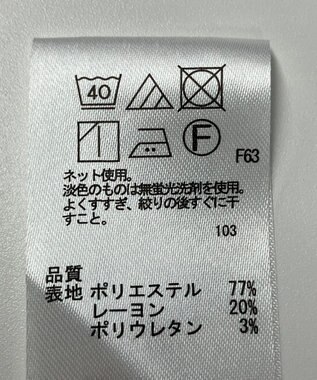 40
F
F63
ネット使用。
淡色のものは無蛍光洗剤を使用。
よくすすぎ、絞りの後すぐに干
すこと。
103
品質
表地 ポリエステル 77%
レーヨン 20%
ポリウレタン 3%